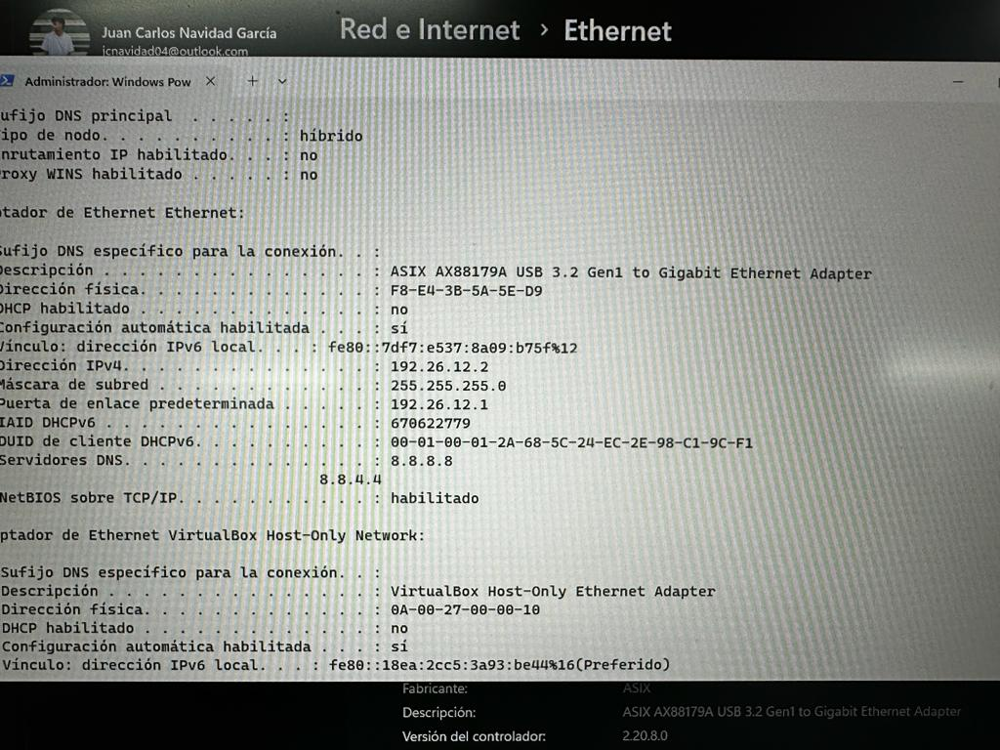 Juan Carlos Navidad García
jcnavidad04@outlook.com
Red e Internet › Ethernet
Administrador: Windows Pow
ufijo DNS principal . . . . . :
ipo de nodo. . . . . . . . . . : híbrido
nrutamiento IP habilitado. . . : no
roxy WINS habilitado . . . . . : no
tador de Ethernet Ethernet:
Sufijo DNS específico para la conexión. . :
Descripción . . . . . . . . . . . . . . . : ASIX AX88179A USB 3.2 Gen1 to Gigabit Ethernet Adapter
Dirección física. . . . . . . . . . . . . : F8-E4-3B-5A-5E-D9
DHCP habilitado . . . . . . . . . . . . . : no
Configuración automática habilitada . . . : sí
Vínculo: dirección IPv6 local. . . : fe80::7df7:e537:8a09:b75f%12
Dirección IPv4. . . . . . . . . . . . . . : 192.26.12.2
Máscara de subred . . . . . . . . . . . . : 255.255.255.0
Puerta de enlace predeterminada . . . . . : 192.26.12.1
IAID DHCPv6 . . . . . . . . . . . . . . . : 670622779
DUID de cliente DHCPv6. . . . . . . . . . : 00-01-00-01-2A-68-5C-24-EC-2E-98-C1-9C-F1
Servidores DNS. . . . . . . . . . . . . . : 8.8.8.8
8.8.4.4
NetBIOS sobre TCP/IP. . . . . . . . . . . : habilitado
ptador de Ethernet VirtualBox Host-Only Network:
Sufijo DNS específico para la conexión. . :
Descripción . . . . . . . . . . . . . . . : VirtualBox Host-Only Ethernet Adapter
Dirección física. . . . . . . . . . . . . : 0A-00-27-00-00-10
DHCP habilitado . . . . . . . . . . . . . : no
Configuración automática habilitada . . . : sí
Vínculo: dirección IPv6 local. . . : fe80::18ea:2cc5:3a93:be44%16(Preferido)
Fabricante: ASIX
Descripción: ASIX AX88179A USB 3.2 Gen1 to Gigabit Ethernet Adapter
Versión del controlador: 2.20.8.0